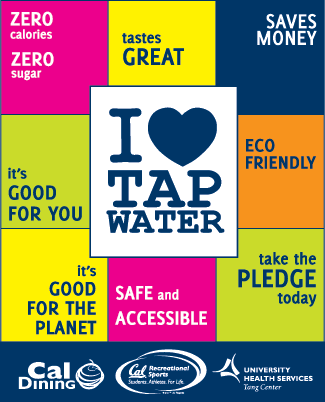 ZERO
calories
ZERO
sugar
tastes
GREAT
SAVES
MONEY
I
TAP
WATER
it's
GOOD
FOR YOU
ECO
FRIENDLY
it's
GOOD
FOR THE
PLANET
SAFE and
ACCESSIBLE
take the
PLEDGE
today
Cal
DINING
Cal Recreational
Sports
Students. Athletes. For Life.
UNIVERSITY
HEALTH SERVICES
Tang Center